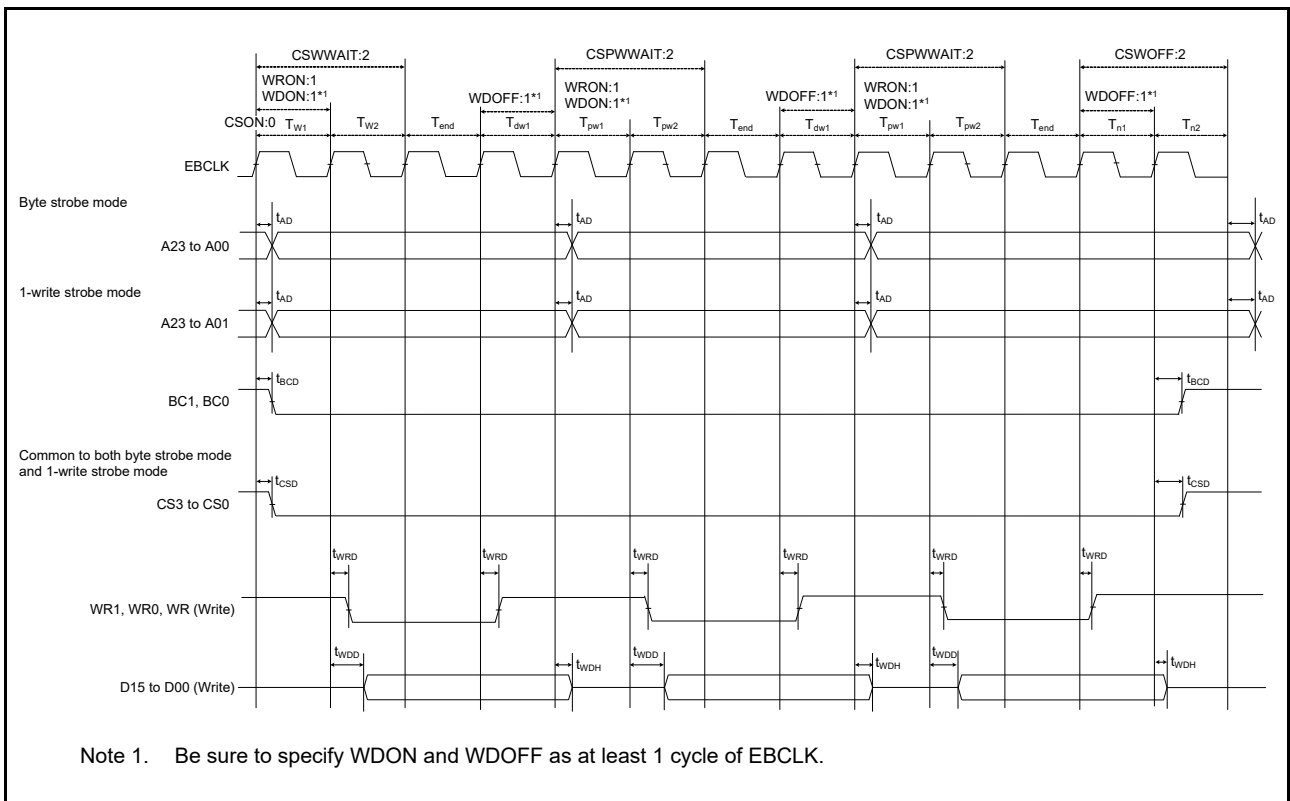 CSWWAIT:2 CSPWWAIT:2 CSPWWAIT:2 CSWOFF:2
WRON:1 WRON:1 WRON:1
WDON:1*1 WDOFF:1*1 WDON:1*1 WDOFF:1*1 WDON:1*1 WDOFF:1*1
CSON:0 TW1 TW2 Tend Tdw1 Tpw1 Tpw2 Tend Tdw1 Tpw1 Tpw2 Tend Tn1 Tn2
EBCLK
Byte strobe mode
tAD tAD tAD tAD
A23 to A00
1-write strobe mode
tAD tAD tAD tAD
A23 to A01
tBCD tBCD
BC1, BC0
Common to both byte strobe mode
and 1-write strobe mode
tCSD tCSD
CS3 to CS0
tWRD tWRD tWRD tWRD tWRD tWRD
WR1, WR0, WR (Write)
tWDD tWDH tWDD tWDH tWDD tWDH
D15 to D00 (Write)
Note 1. Be sure to specify WDON and WDOFF as at least 1 cycle of EBCLK.